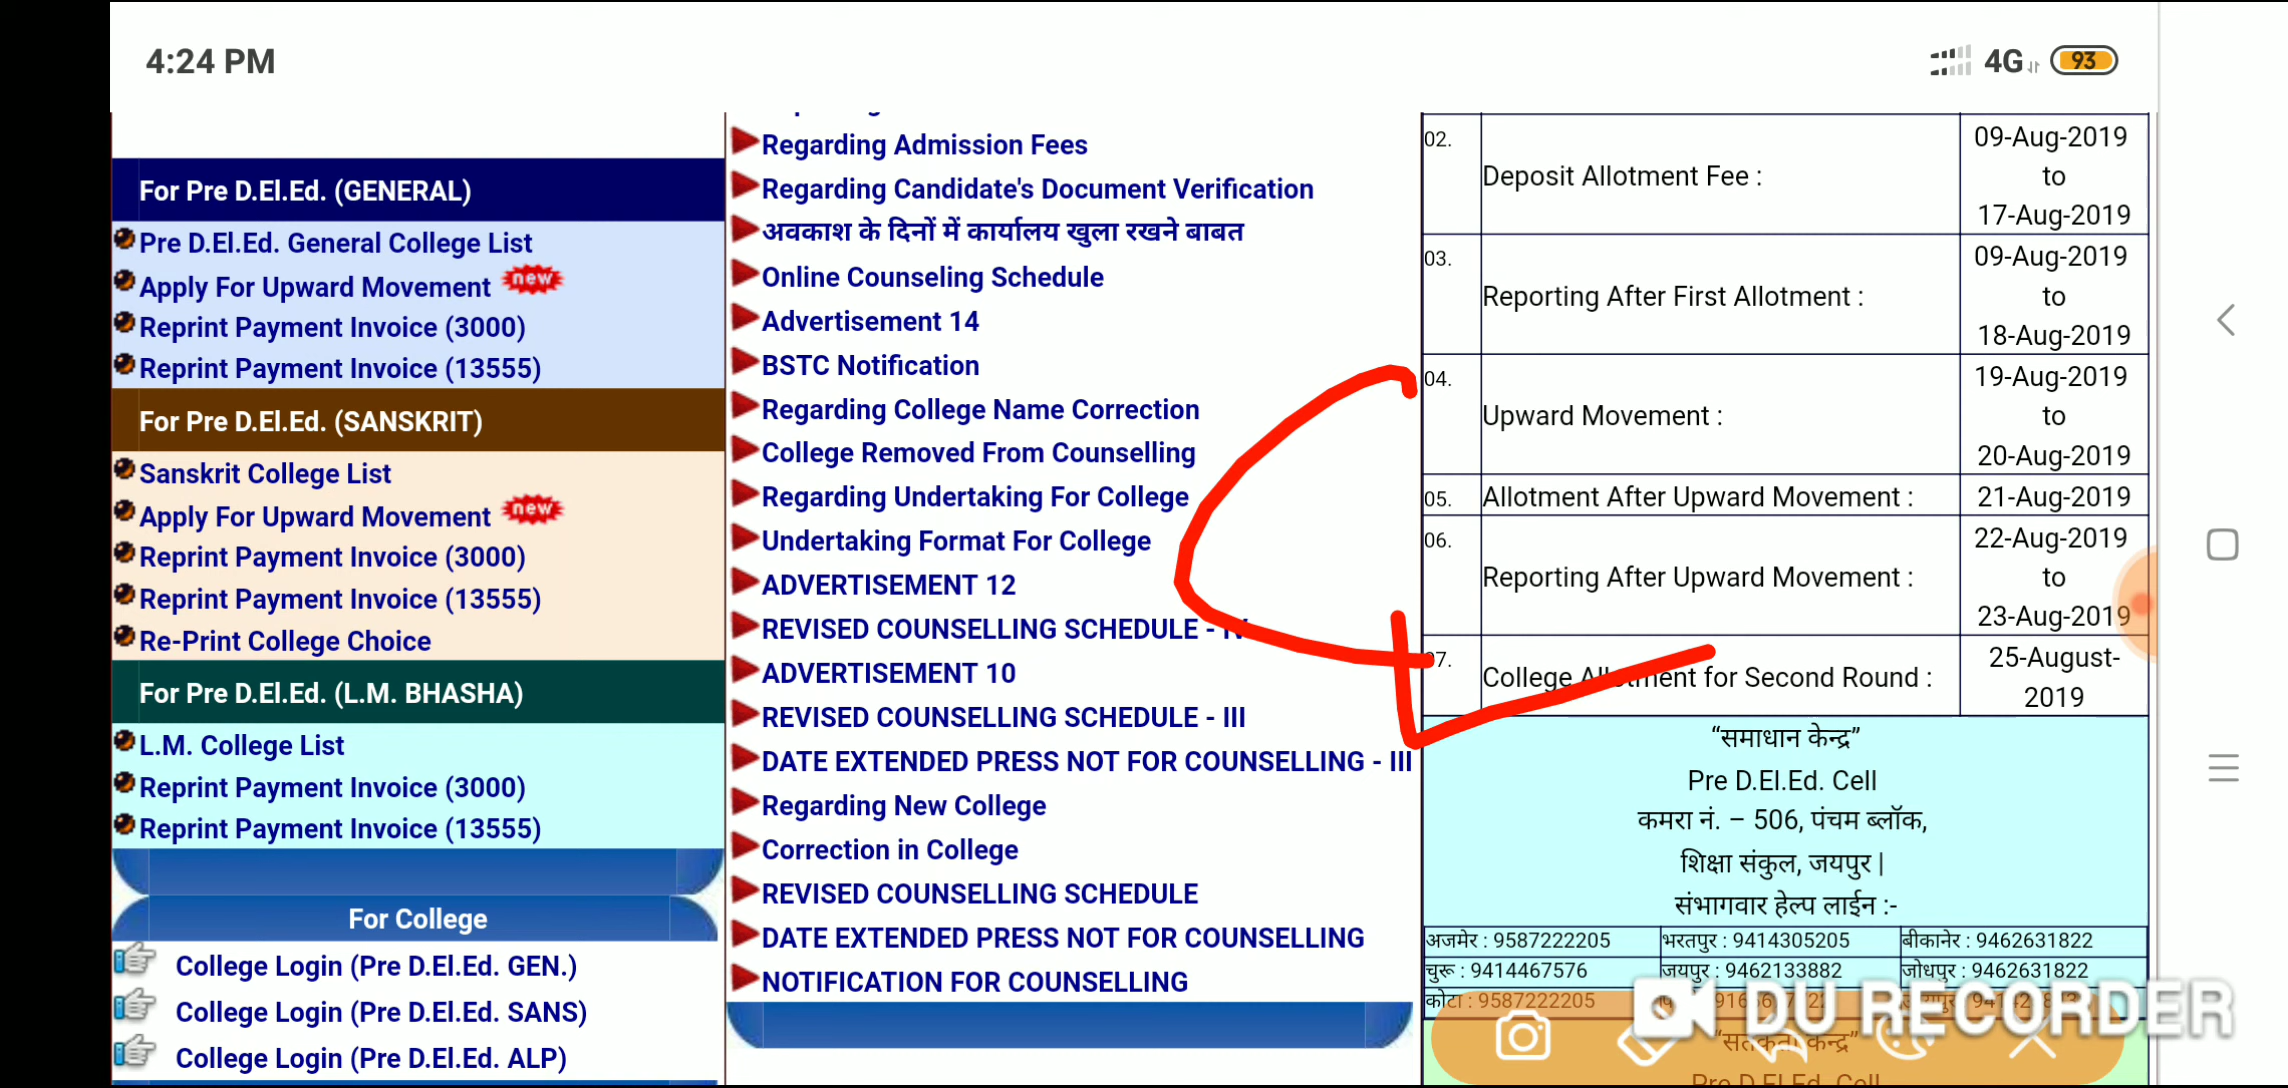 4:24 PM
4G
93
For Pre D.El.Ed. (GENERAL)
Pre D.El.Ed. General College List
Apply For Upward Movement new
Reprint Payment Invoice (3000)
Reprint Payment Invoice (13555)
For Pre D.El.Ed. (SANSKRIT)
Sanskrit College List
Apply For Upward Movement new
Reprint Payment Invoice (3000)
Reprint Payment Invoice (13555)
Re-Print College Choice
For Pre D.El.Ed. (L.M. BHASHA)
L.M. College List
Reprint Payment Invoice (3000)
Reprint Payment Invoice (13555)
For College
College Login (Pre D.El.Ed. GEN.)
College Login (Pre D.El.Ed. SANS)
College Login (Pre D.El.Ed. ALP)
Regarding Admission Fees
Regarding Candidate's Document Verification
अवकाश के दिनों में कार्यालय खुला रखने बाबत
Online Counseling Schedule
Advertisement 14
BSTC Notification
Regarding College Name Correction
College Removed From Counselling
Regarding Undertaking For College
Undertaking Format For College
ADVERTISEMENT 12
REVISED COUNSELLING SCHEDULE - IV
ADVERTISEMENT 10
REVISED COUNSELLING SCHEDULE - III
DATE EXTENDED PRESS NOT FOR COUNSELLING - III
Regarding New College
Correction in College
REVISED COUNSELLING SCHEDULE
DATE EXTENDED PRESS NOT FOR COUNSELLING
NOTIFICATION FOR COUNSELLING
02.
Deposit Allotment Fee :
09-Aug-2019
to
17-Aug-2019
03.
Reporting After First Allotment :
09-Aug-2019
to
18-Aug-2019
04.
Upward Movement :
19-Aug-2019
to
20-Aug-2019
05. Allotment After Upward Movement : 21-Aug-2019
06.
Reporting After Upward Movement :
22-Aug-2019
to
23-Aug-2019
07.
College Allotment for Second Round :
25-August-
2019
“समाधान केन्द्र”
Pre D.El.Ed. Cell
कमरा नं. – 506, पंचम ब्लॉक,
शिक्षा संकुल, जयपुर |
संभागवार हेल्प लाईन :-
अजमेर : 9587222205 भरतपुर : 9414305205 बीकानेर : 9462631822
चुरू : 9414467576 जयपुर : 9462133882 जोधपुर : 9462631822
कोटा : 9587222205
DU RECORDER
“सतर्कता केन्द्र”
Pre D.El.Ed. Cell